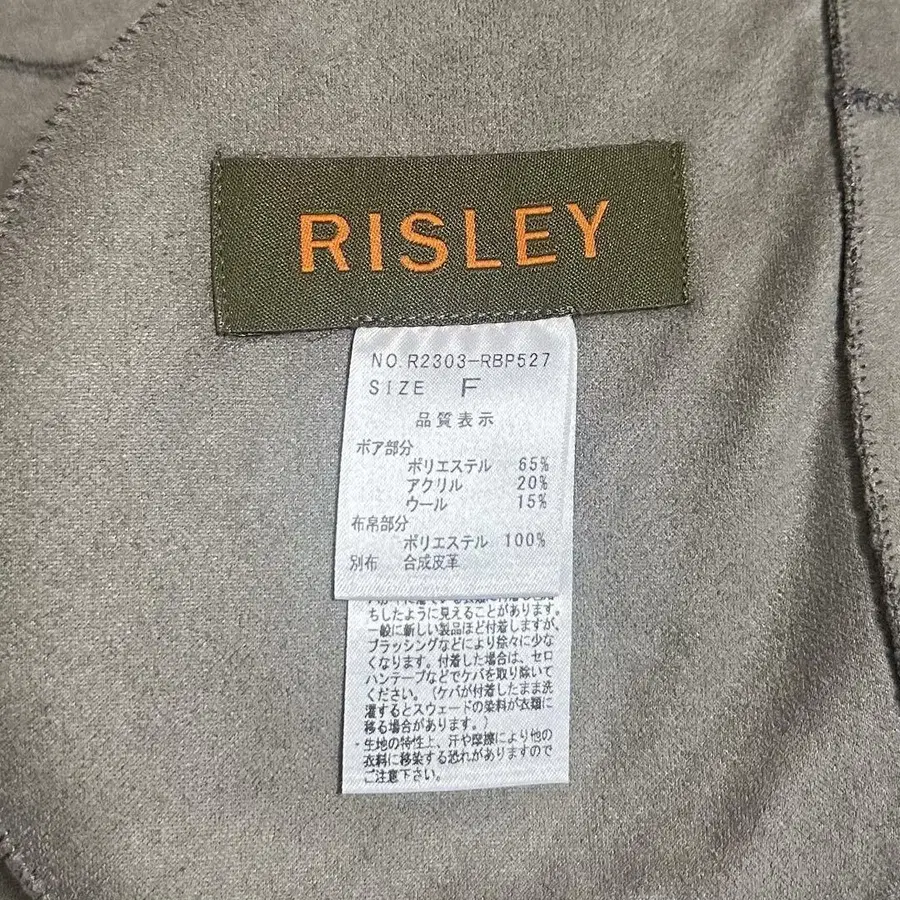 RISLEY
NO.R2303-RBP527
SIZE F
品質表示
ボア部分
ポリエステル 65%
アクリル 20%
ウール 15%
布帛部分
ポリエステル 100%
別布 合成皮革
ちしたように見えることがあります。
一般に新しい製品ほど付着しますが、
ブラッシングなどにより徐々に少な
くなります。付着した場合は、セロ
ハンテープなどでケバを取り除いて
ください。(ケバが付着したまま洗
濯するとスウェードの染料が衣類に
移る場合があります。)
・生地の特性上、汗や摩擦により他の
衣料に移染する恐れがありますので
ご注意下さい。